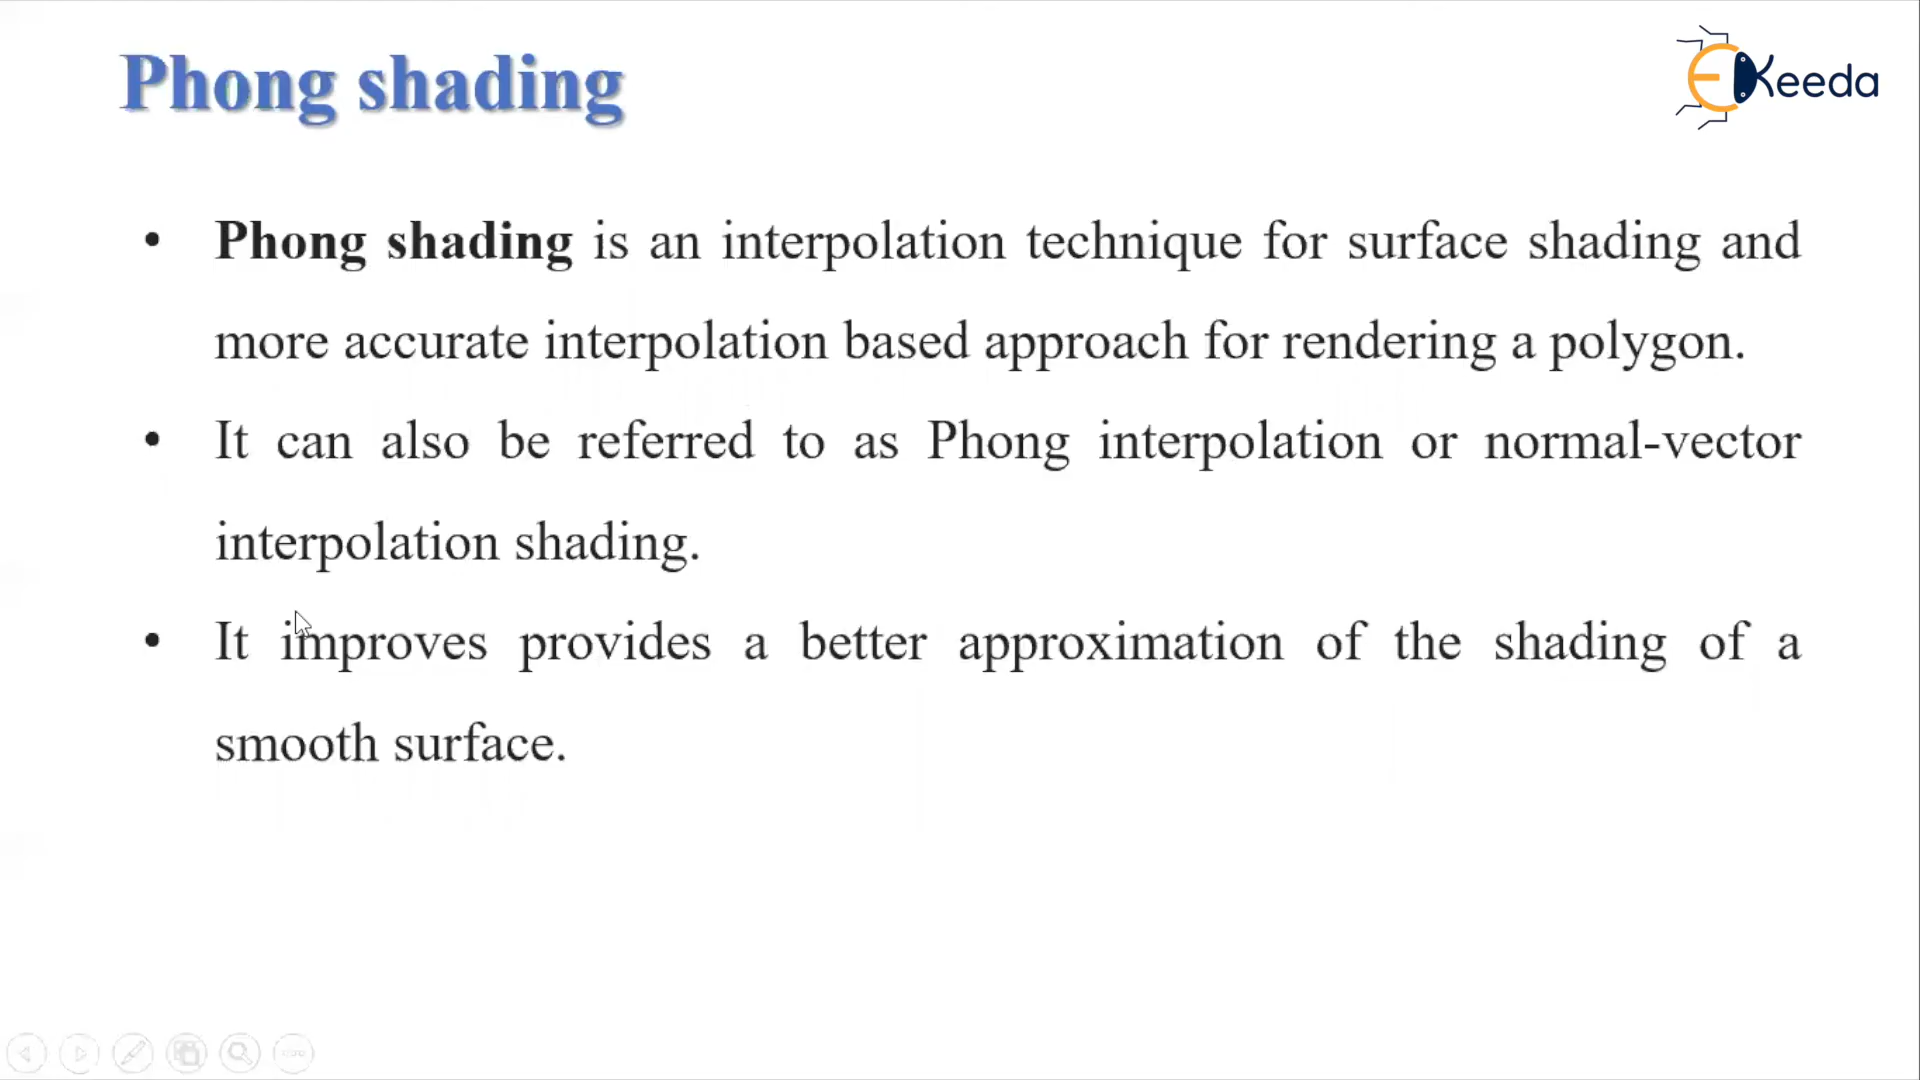 Phong shading
EKeeda
• Phong shading is an interpolation technique for surface shading and
more accurate interpolation based approach for rendering a polygon.
• It can also be referred to as Phong interpolation or normal-vector
interpolation shading.
• It improves provides a better approximation of the shading of a
smooth surface.